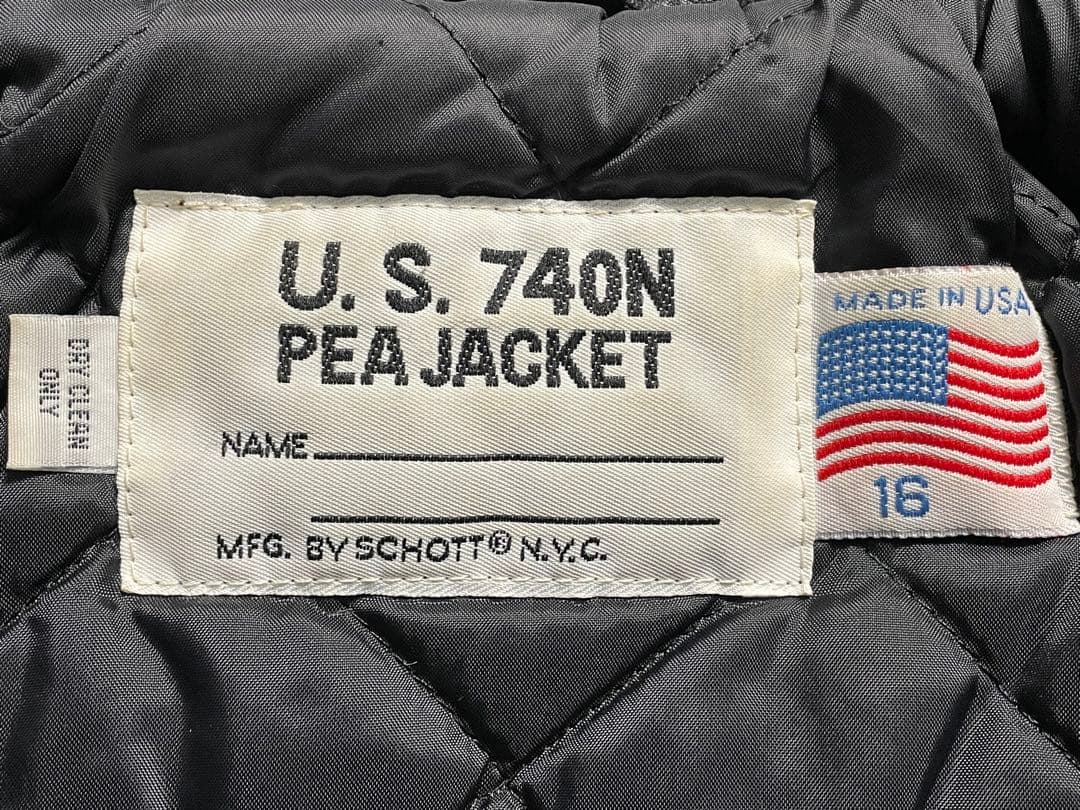 U. S. 740N
PEA JACKET
NAME
MFG. BY SCHOTT® N.Y.C.
DRY CLEAN
ONLY
MADE IN USA
16